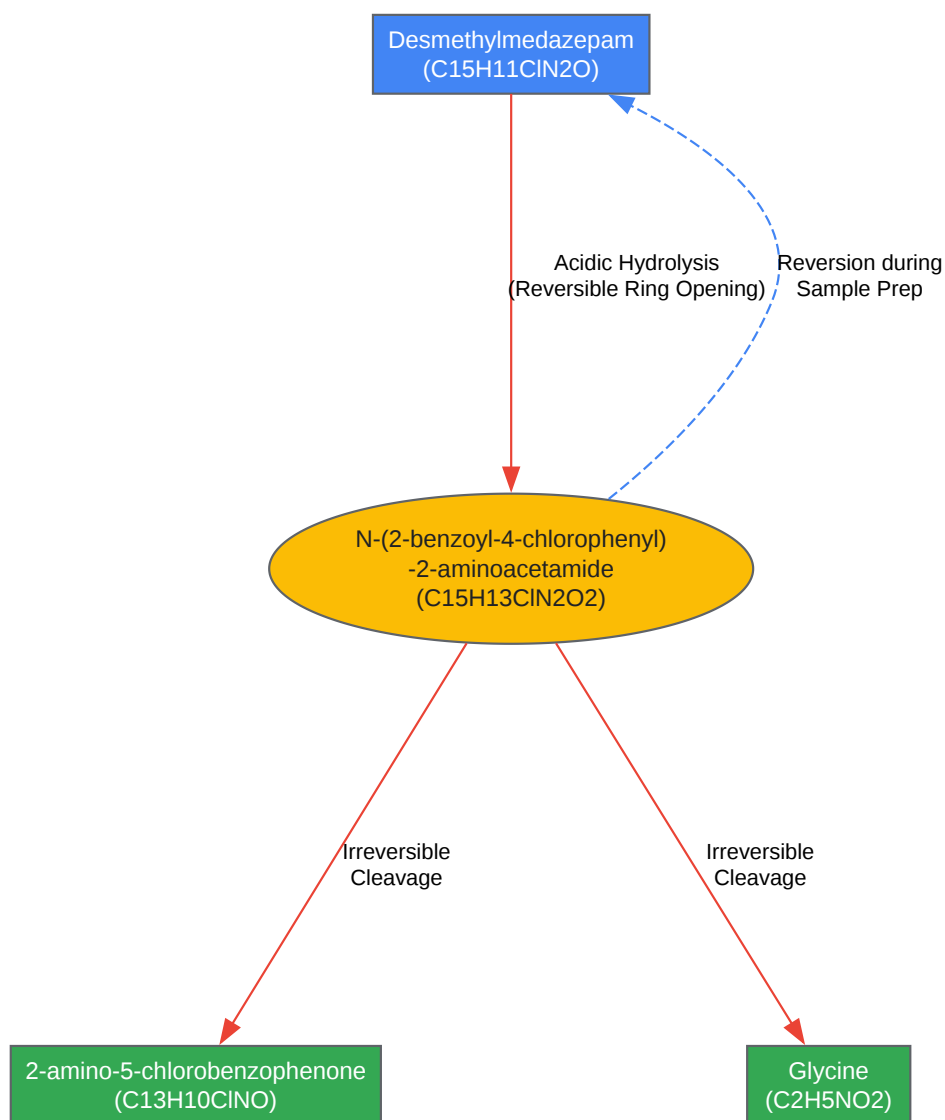 Desmethylmedazepam
(C15H11ClN2O)
Acidic Hydrolysis
(Reversible Ring Opening)
Reversion during
Sample Prep
N-(2-benzoyl-4-chlorophenyl)
-2-aminoacetamide
(C15H13ClN2O2)
Irreversible
Cleavage
Irreversible
Cleavage
2-amino-5-chlorobenzophenone
(C13H10ClNO)
Glycine
(C2H5NO2)